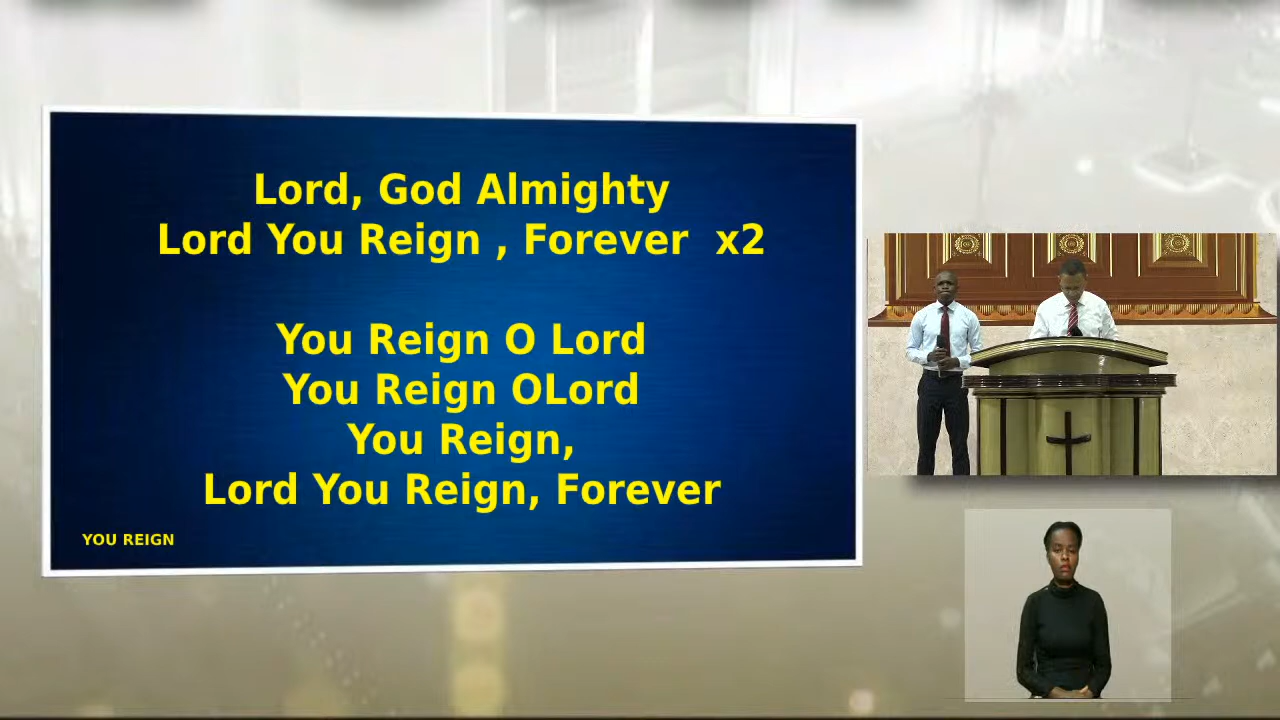 Lord, God Almighty
Lord You Reign , Forever  x2
You Reign O Lord
You Reign OLord
You Reign,
Lord You Reign, Forever
YOU REIGN